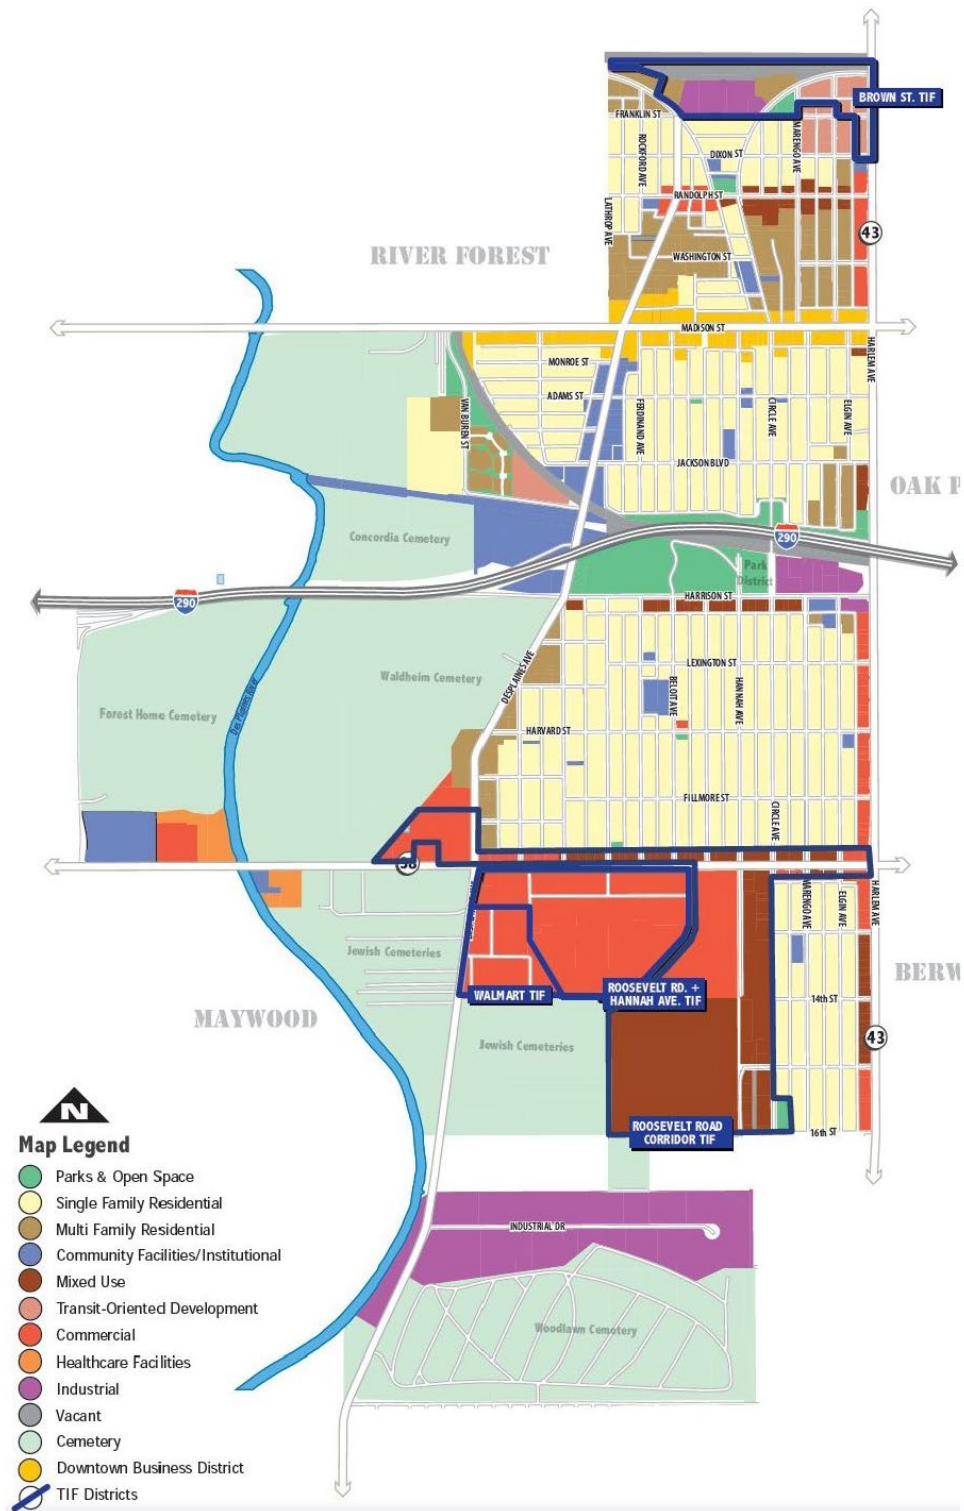 BROWN ST. TIF
FRANKLIN ST
ROCKFORD AVE
MARENGO AVE
DIXON ST
RANDOLPH ST
LATHROP AVE
43
RIVER FOREST
WASHINGTON ST
MADISON ST
HARLEM AVE
MONROE ST
ADAMS ST
VAN BUREN ST
FERDINAND AVE
CIRCLE AVE
ELGIN AVE
JACKSON BLVD
OAK P
Concordia Cemetery
290
Park
District
290
HARRISON ST
DESPLAINES AVE
LEXINGTON ST
Waldheim Cemetery
BELOIT AVE
HANNAH AVE
Forest Home Cemetery
Des Plaines River
HARVARD ST
FILLMORE ST
CIRCLE AVE
38
MARENGO AVE
ELGIN AVE
HARLEM AVE
Jewish Cemeteries
BERW
WALMART TIF
ROOSEVELT RD. +
HANNAH AVE. TIF
14th ST
MAYWOOD
Jewish Cemeteries
43
ROOSEVELT ROAD
CORRIDOR TIF
16th ST
INDUSTRIAL DR
Woodlawn Cemetery
N
Map Legend
Parks & Open Space
Single Family Residential
Multi Family Residential
Community Facilities/Institutional
Mixed Use
Transit-Oriented Development
Commercial
Healthcare Facilities
Industrial
Vacant
Cemetery
Downtown Business District
TIF Districts